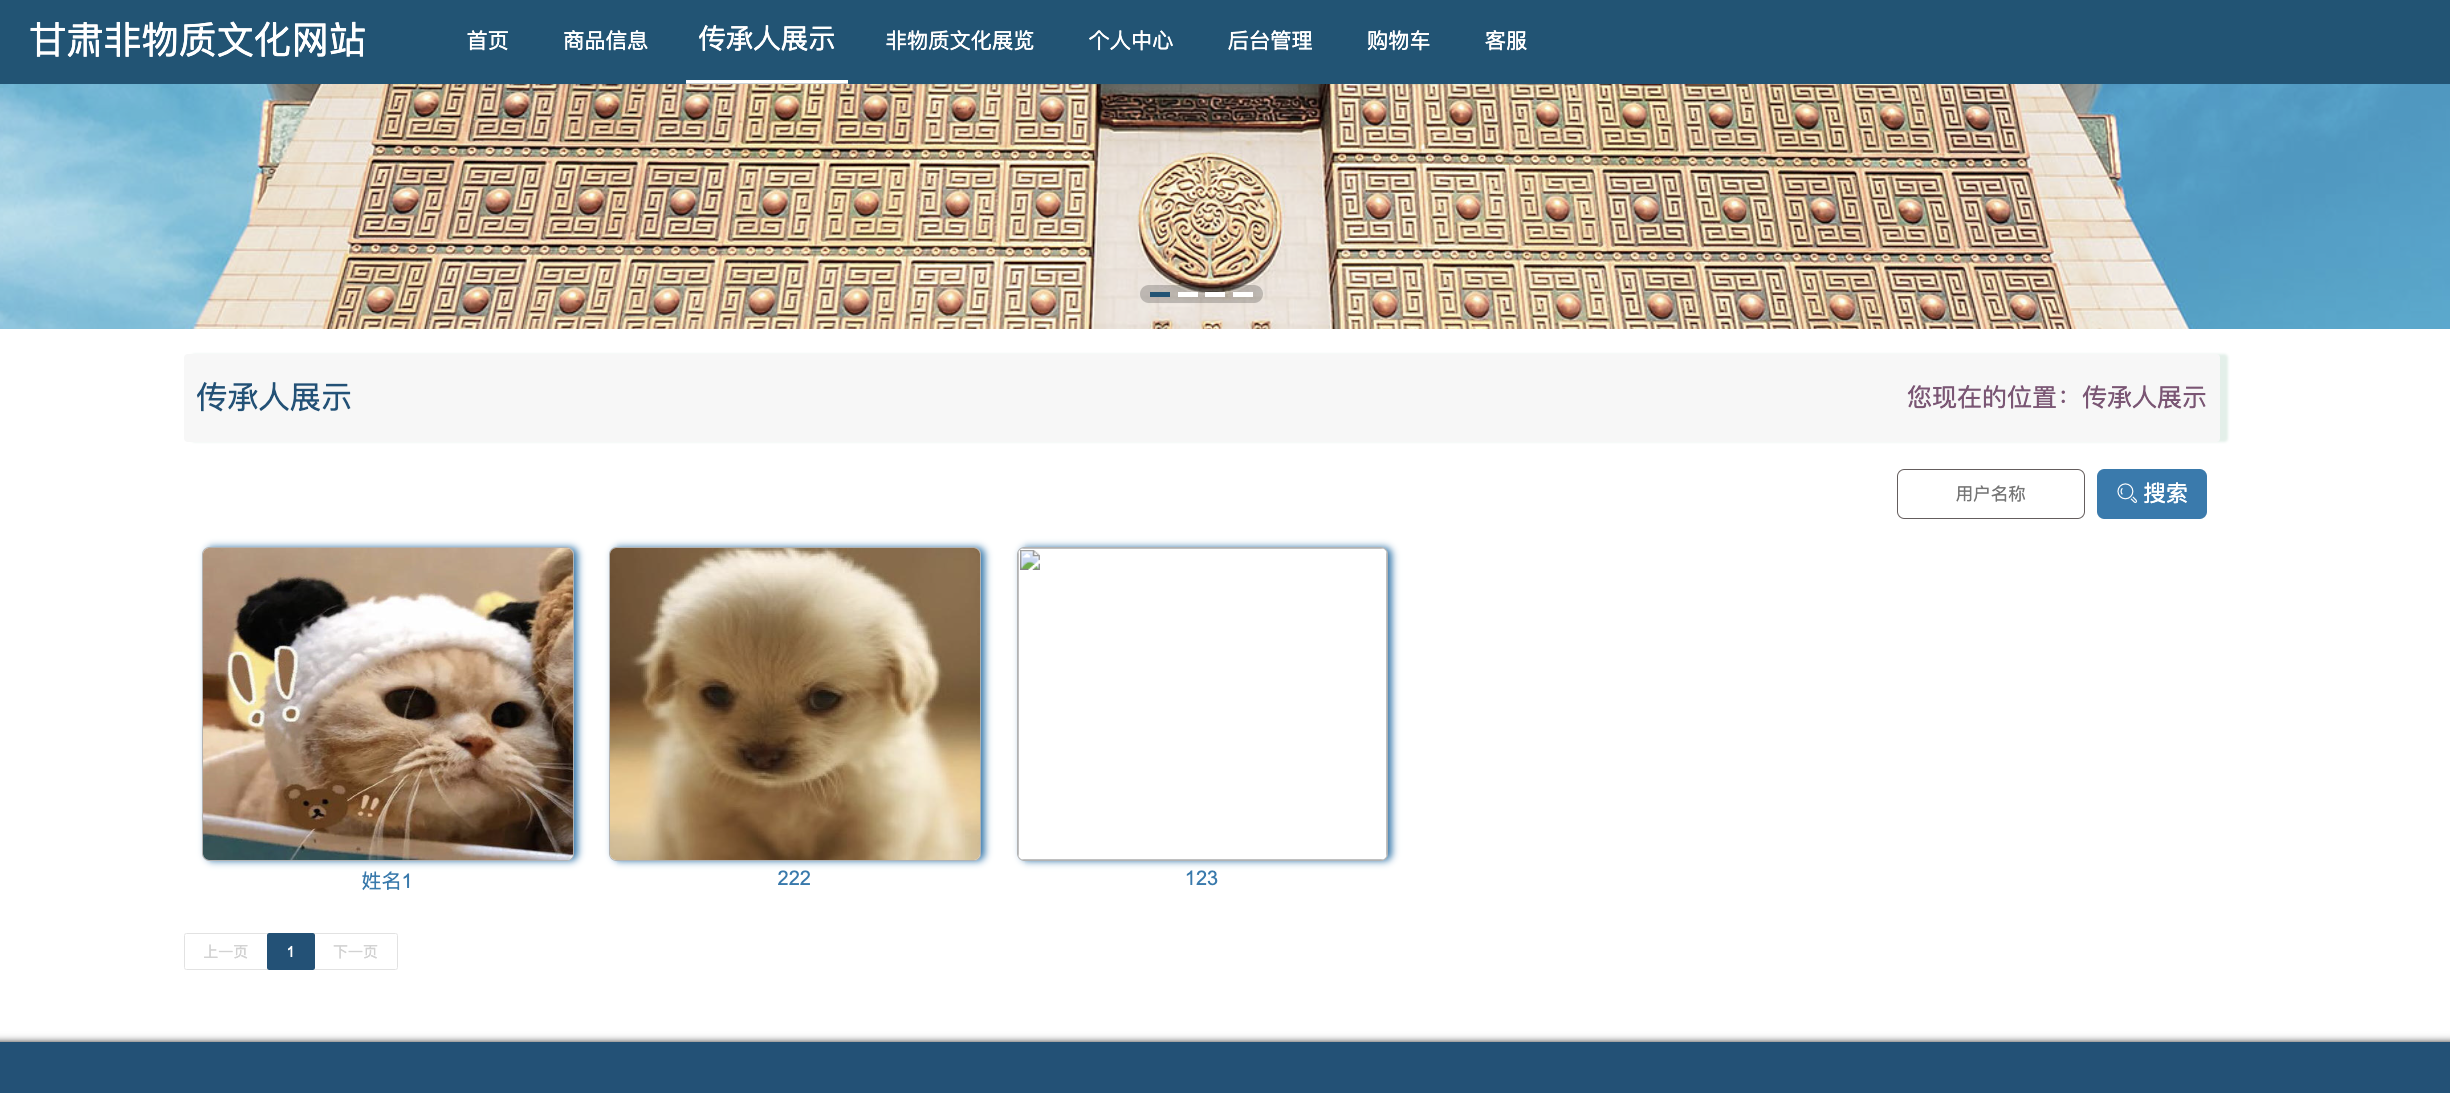 甘肃非物质文化网站 首页 商品信息 传承人展示 非物质文化展览 个人中心 后台管理 购物车 客服
传承人展示 您现在的位置：传承人展示
用户名称 搜索
姓名1 222 123
上一页 1 下一页